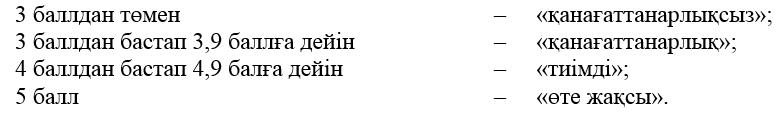 3 баллдан төмен – «қанағаттанарлықсыз»;
3 баллдан бастап 3,9 баллға дейін – «қанағаттанарлық»;
4 баллдан бастап 4,9 балға дейін – «тиімді»;
5 балл – «өте жақсы».